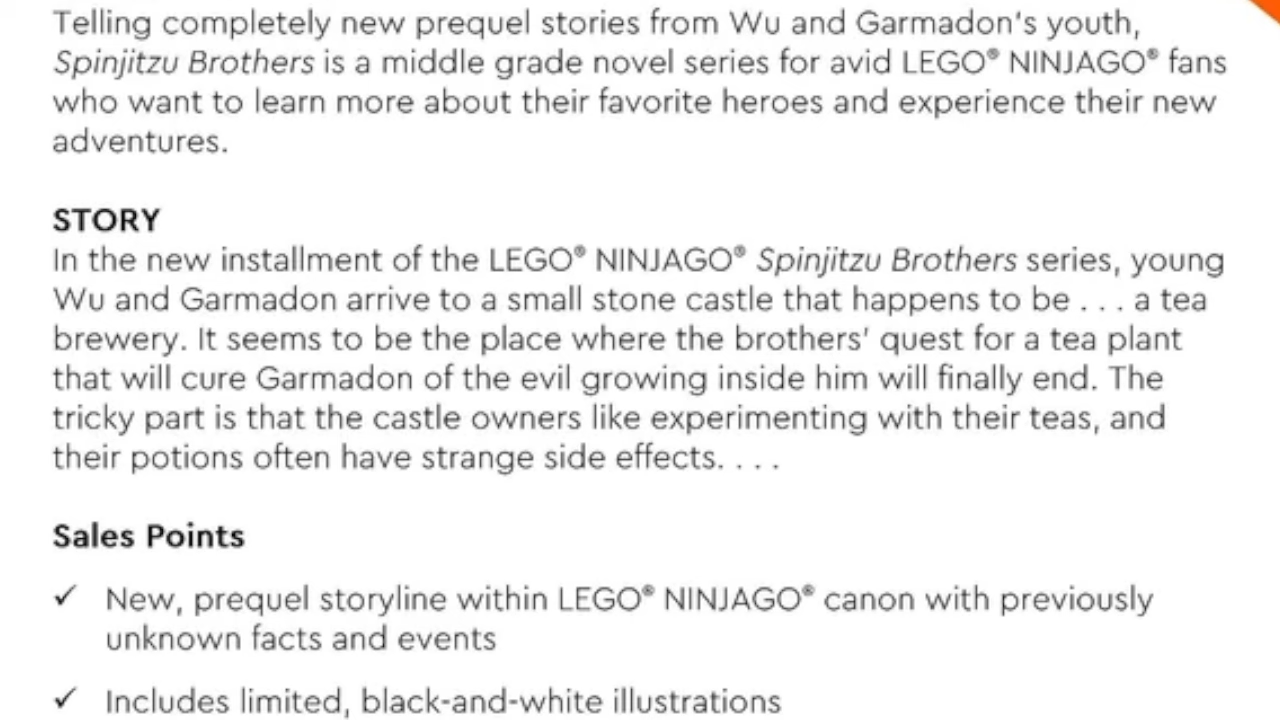 Telling completely new prequel stories from Wu and Garmadon's youth,
Spinjitzu Brothers is a middle grade novel series for avid LEGO® NINJAGO® fans
who want to learn more about their favorite heroes and experience their new
adventures.
STORY
In the new installment of the LEGO® NINJAGO® Spinjitzu Brothers series, young
Wu and Garmadon arrive to a small stone castle that happens to be . . . a tea
brewery. It seems to be the place where the brothers' quest for a tea plant
that will cure Garmadon of the evil growing inside him will finally end. The
tricky part is that the castle owners like experimenting with their teas, and
their potions often have strange side effects. . . .
Sales Points
✓ New, prequel storyline within LEGO® NINJAGO® canon with previously
unknown facts and events
✓ Includes limited, black-and-white illustrations